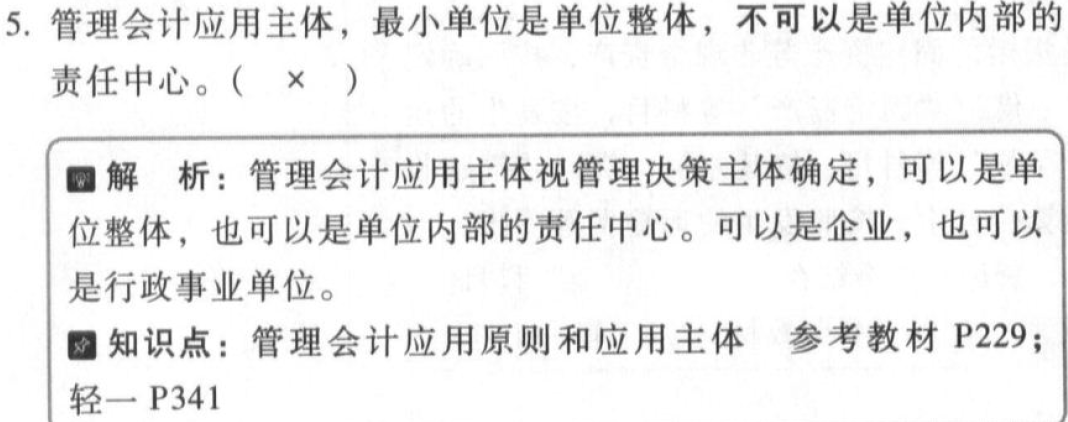 5. 管理会计应用主体，最小单位是单位整体，不可以是单位内部的
责任中心。（ × ）
解 析：管理会计应用主体视管理决策主体确定，可以是单
位整体，也可以是单位内部的责任中心。可以是企业，也可以
是行政事业单位。
知识点：管理会计应用原则和应用主体 参考教材 P229；
轻一 P341